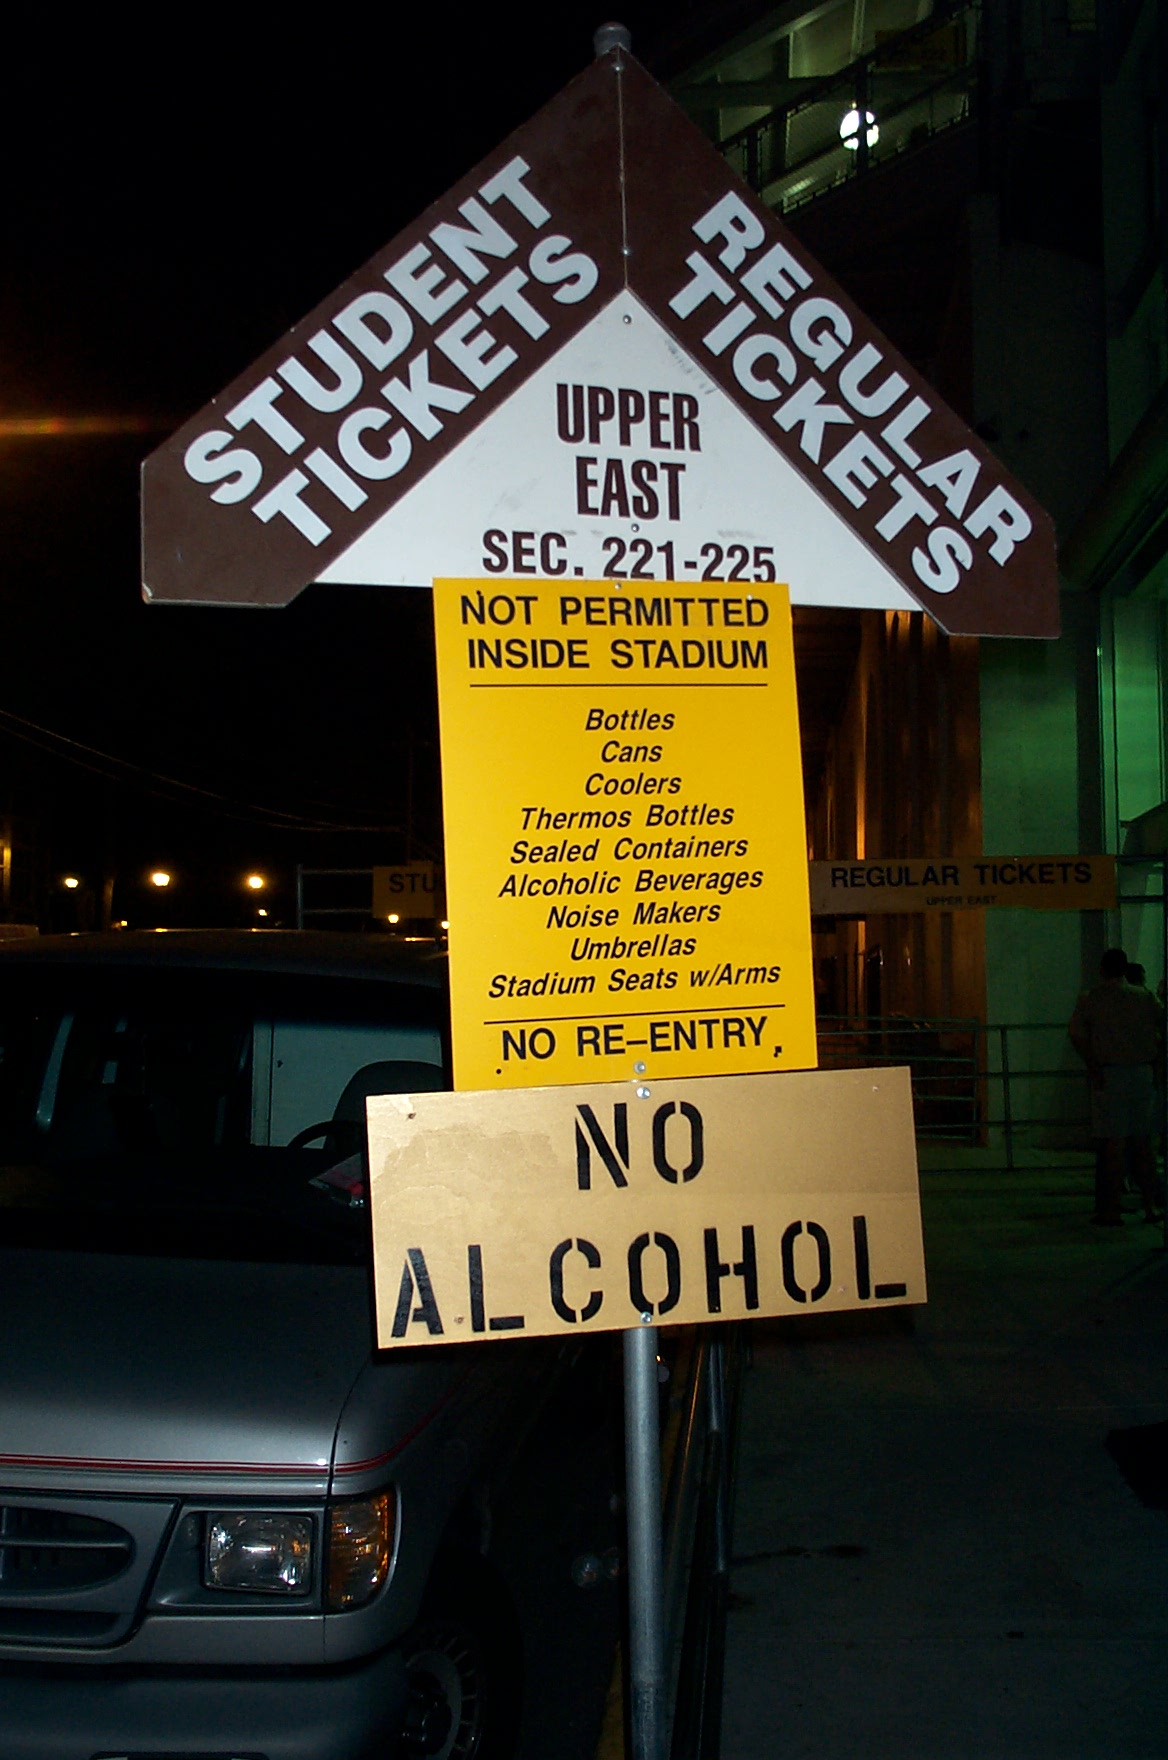 STUDENT
TICKETS
REGULAR
TICKETS
UPPER
EAST
SEC. 221-225
NOT PERMITTED
INSIDE STADIUM
Bottles
Cans
Coolers
Thermos Bottles
Sealed Containers
Alcoholic Beverages
Noise Makers
Umbrellas
Stadium Seats w/Arms
NO RE-ENTRY
NO
ALCOHOL
STU
REGULAR TICKETS
UPPER EAST